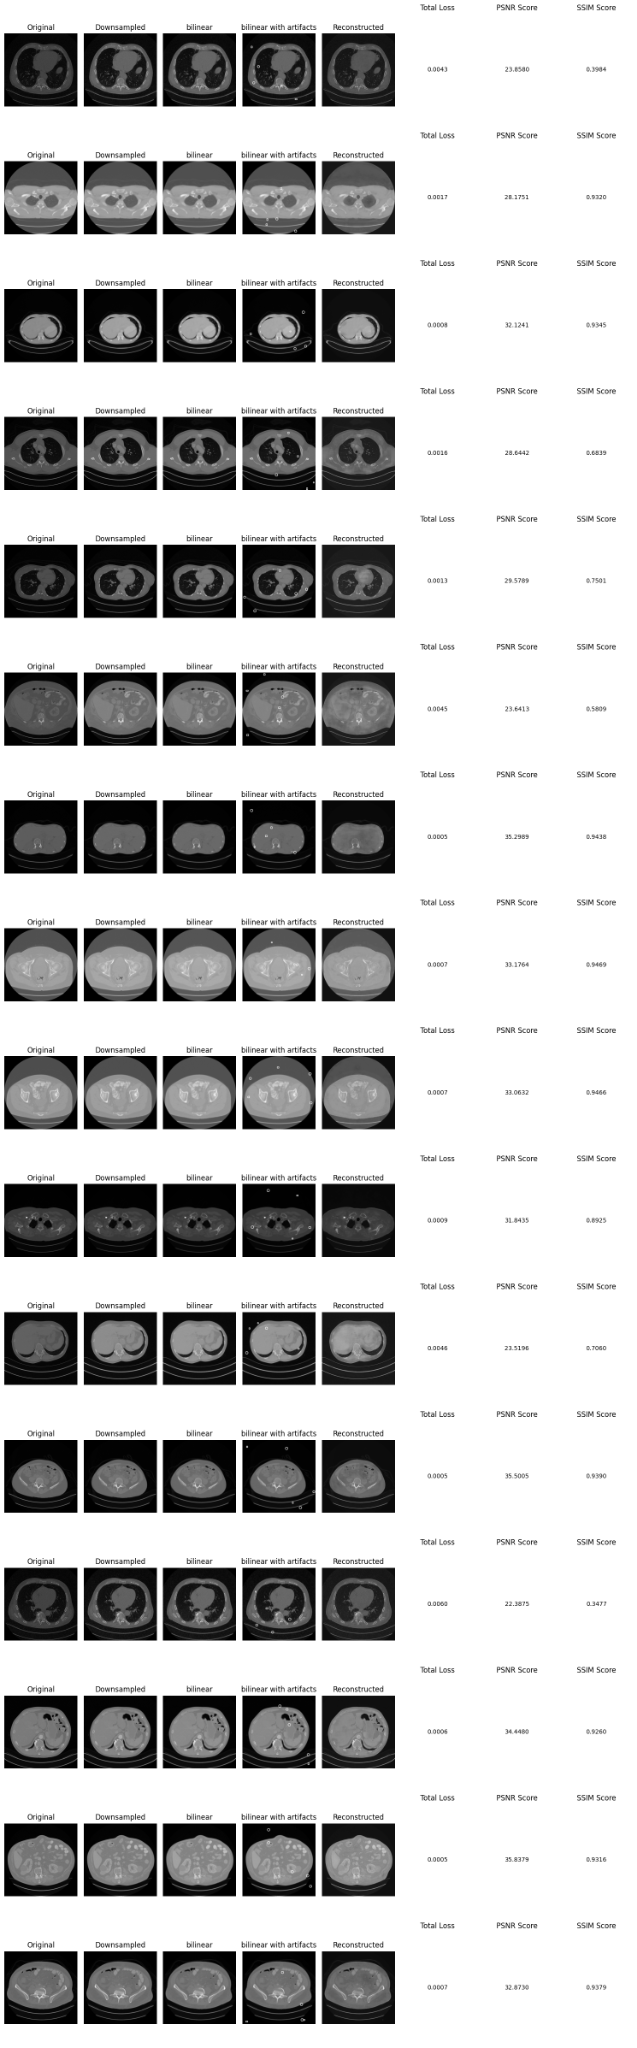 Total Loss PSNR Score SSIM Score
Original Downsampled bilinear bilinear with artifacts Reconstructed
0.0043 23.8580 0.3984
Total Loss PSNR Score SSIM Score
Original Downsampled bilinear bilinear with artifacts Reconstructed
0.0017 28.1751 0.9320
Total Loss PSNR Score SSIM Score
Original Downsampled bilinear bilinear with artifacts Reconstructed
0.0008 32.1241 0.9345
Total Loss PSNR Score SSIM Score
Original Downsampled bilinear bilinear with artifacts Reconstructed
0.0016 28.6442 0.6839
Total Loss PSNR Score SSIM Score
Original Downsampled bilinear bilinear with artifacts Reconstructed
0.0013 29.5789 0.7501
Total Loss PSNR Score SSIM Score
Original Downsampled bilinear bilinear with artifacts Reconstructed
0.0045 23.6413 0.5809
Total Loss PSNR Score SSIM Score
Original Downsampled bilinear bilinear with artifacts Reconstructed
0.0005 35.2989 0.9438
Total Loss PSNR Score SSIM Score
Original Downsampled bilinear bilinear with artifacts Reconstructed
0.0007 33.1764 0.9469
Total Loss PSNR Score SSIM Score
Original Downsampled bilinear bilinear with artifacts Reconstructed
0.0007 33.0632 0.9466
Total Loss PSNR Score SSIM Score
Original Downsampled bilinear bilinear with artifacts Reconstructed
0.0009 31.8435 0.8925
Total Loss PSNR Score SSIM Score
Original Downsampled bilinear bilinear with artifacts Reconstructed
0.0046 23.5196 0.7060
Total Loss PSNR Score SSIM Score
Original Downsampled bilinear bilinear with artifacts Reconstructed
0.0005 35.5005 0.9390
Total Loss PSNR Score SSIM Score
Original Downsampled bilinear bilinear with artifacts Reconstructed
0.0060 22.3875 0.3477
Total Loss PSNR Score SSIM Score
Original Downsampled bilinear bilinear with artifacts Reconstructed
0.0006 34.4480 0.9260
Total Loss PSNR Score SSIM Score
Original Downsampled bilinear bilinear with artifacts Reconstructed
0.0005 35.8379 0.9316
Total Loss PSNR Score SSIM Score
Original Downsampled bilinear bilinear with artifacts Reconstructed
0.0007 32.8730 0.9379